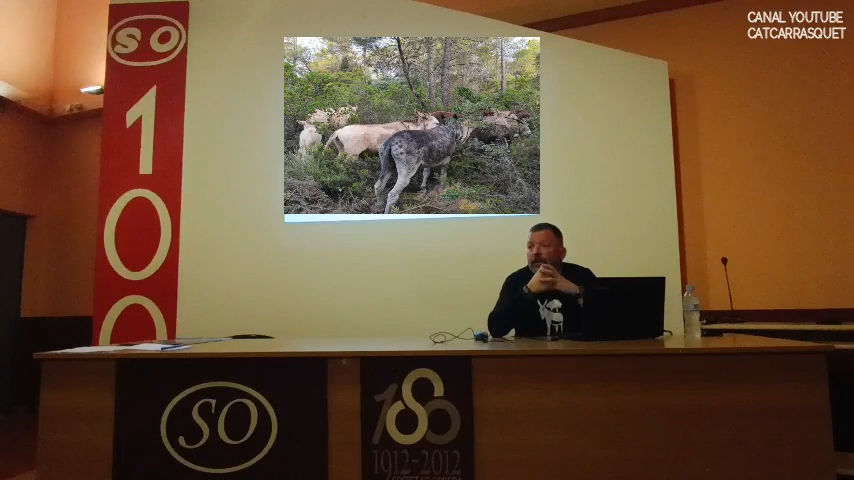 CANAL YOUTUBE
CATCARRASQUET
SO
100
SO
100
1912-2012